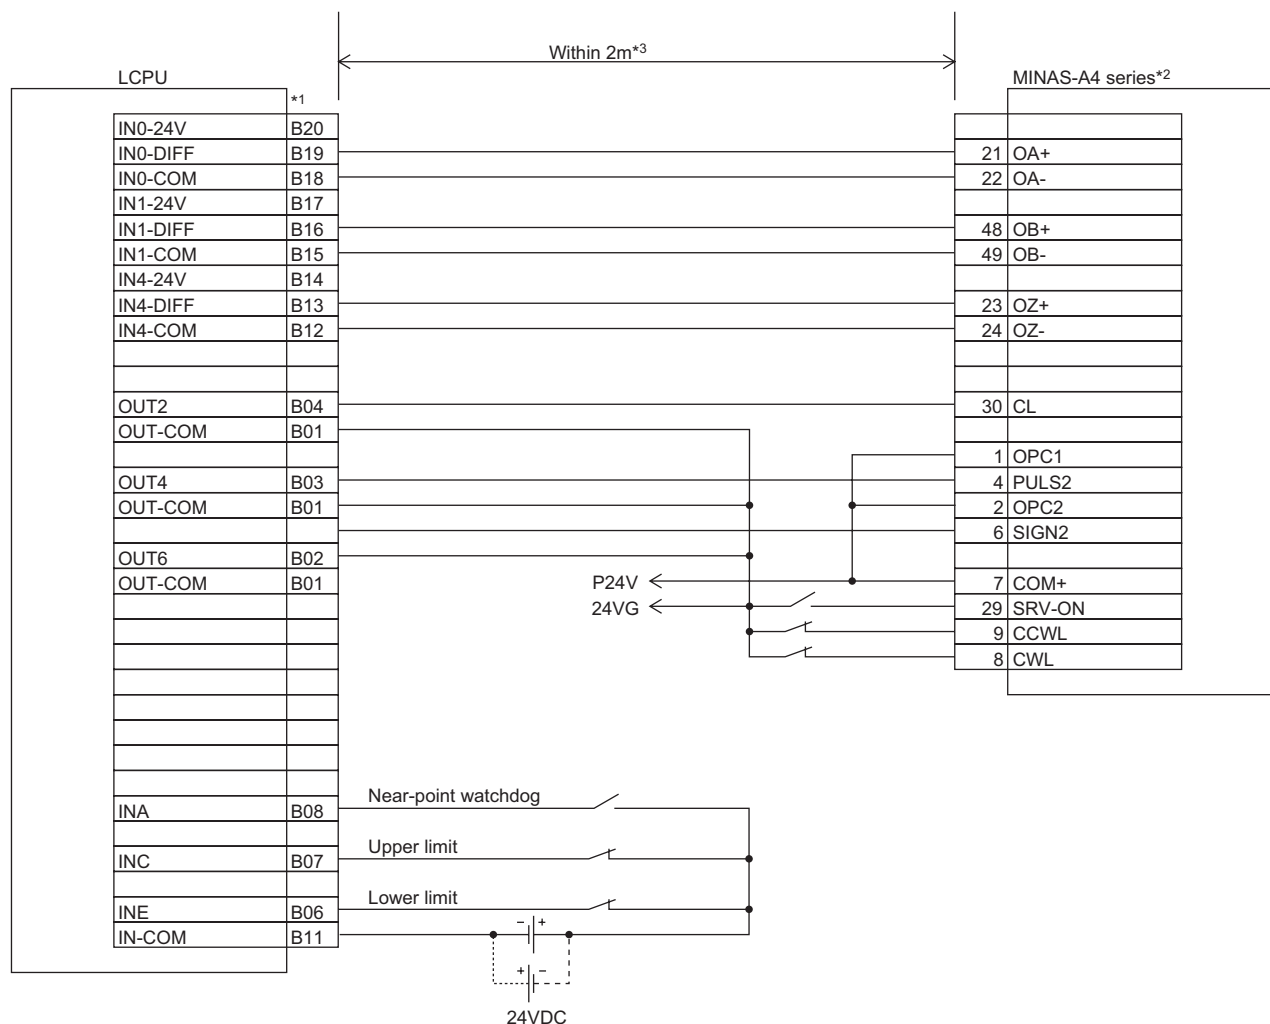 Within 2m*3
LCPU
MINAS-A4 series*2
*1
IN0-24V B20
IN0-DIFF B19 21 OA+
IN0-COM B18 22 OA-
IN1-24V B17
IN1-DIFF B16 48 OB+
IN1-COM B15 49 OB-
IN4-24V B14
IN4-DIFF B13 23 OZ+
IN4-COM B12 24 OZ-
OUT2 B04 30 CL
OUT-COM B01
1 OPC1
OUT4 B03 4 PULS2
OUT-COM B01 2 OPC2
6 SIGN2
OUT6 B02
OUT-COM B01 P24V 7 COM+
24VG 29 SRV-ON
9 CCWL
8 CWL
Near-point watchdog
INA B08
Upper limit
INC B07
Lower limit
INE B06
- +
IN-COM B11
+ -
24VDC